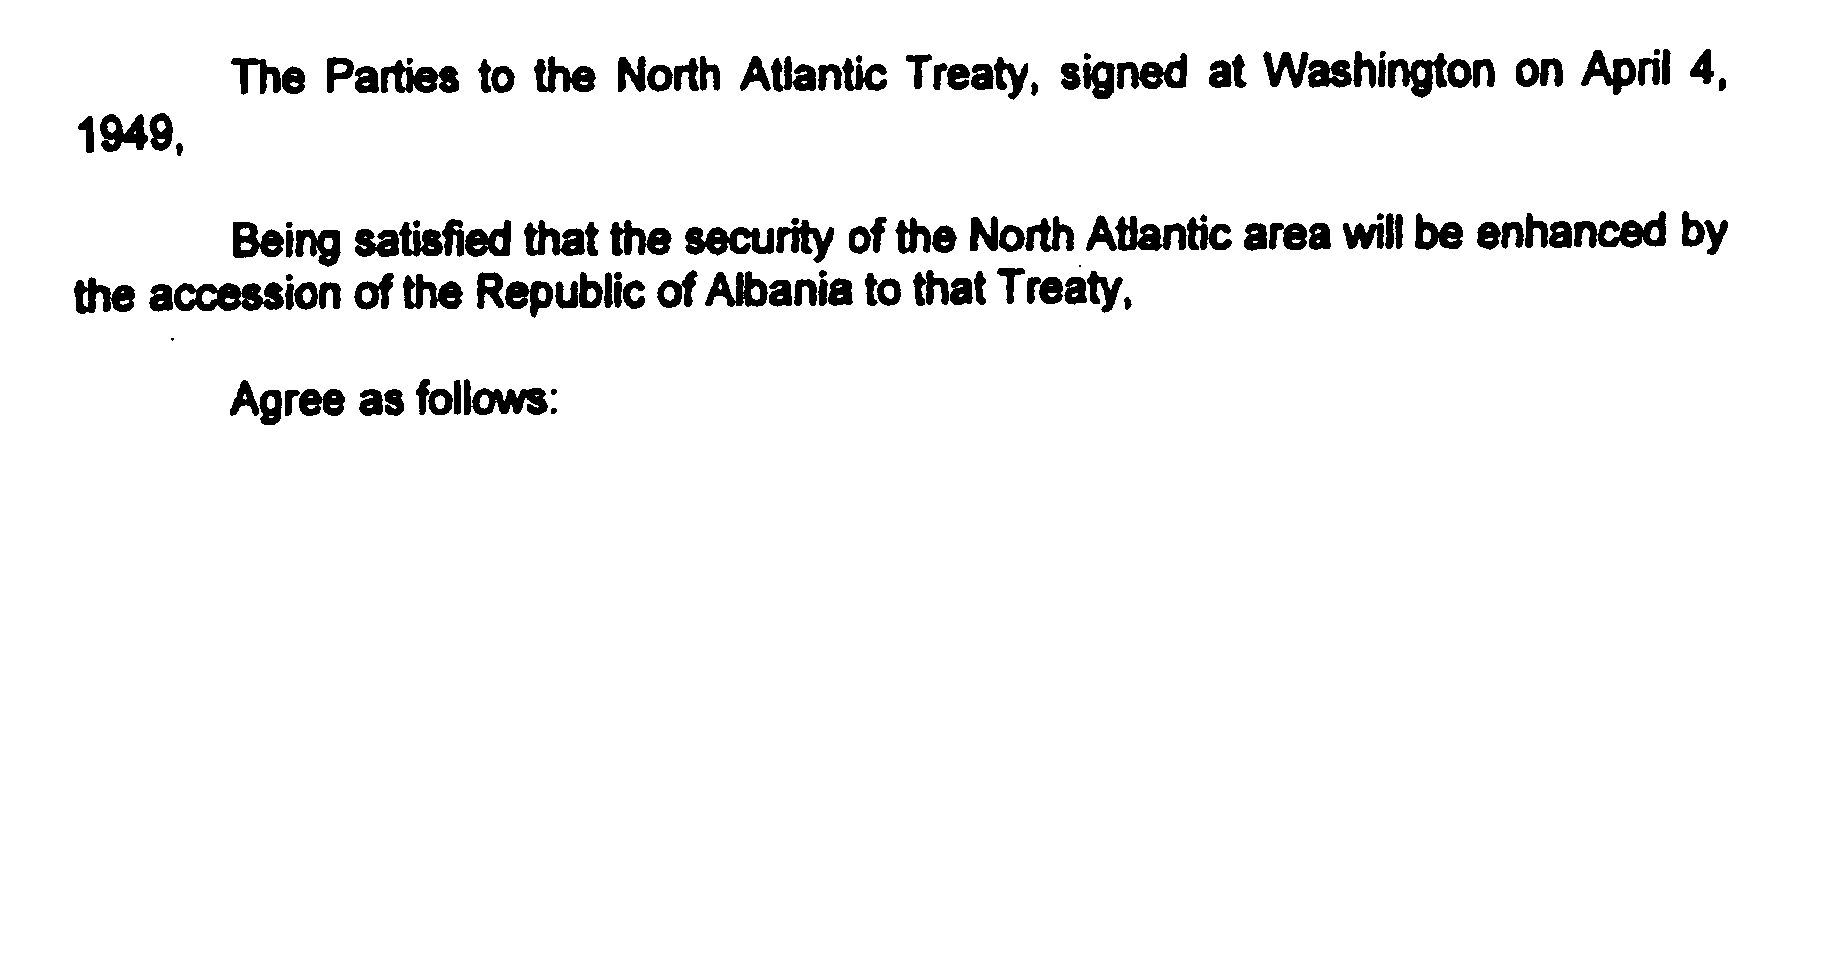 The Parties to the North Atlantic Treaty, signed at Washington on April 4,
1949,
Being satisfied that the security of the North Atlantic area will be enhanced by
the accession of the Republic of Albania to that Treaty,
Agree as follows: